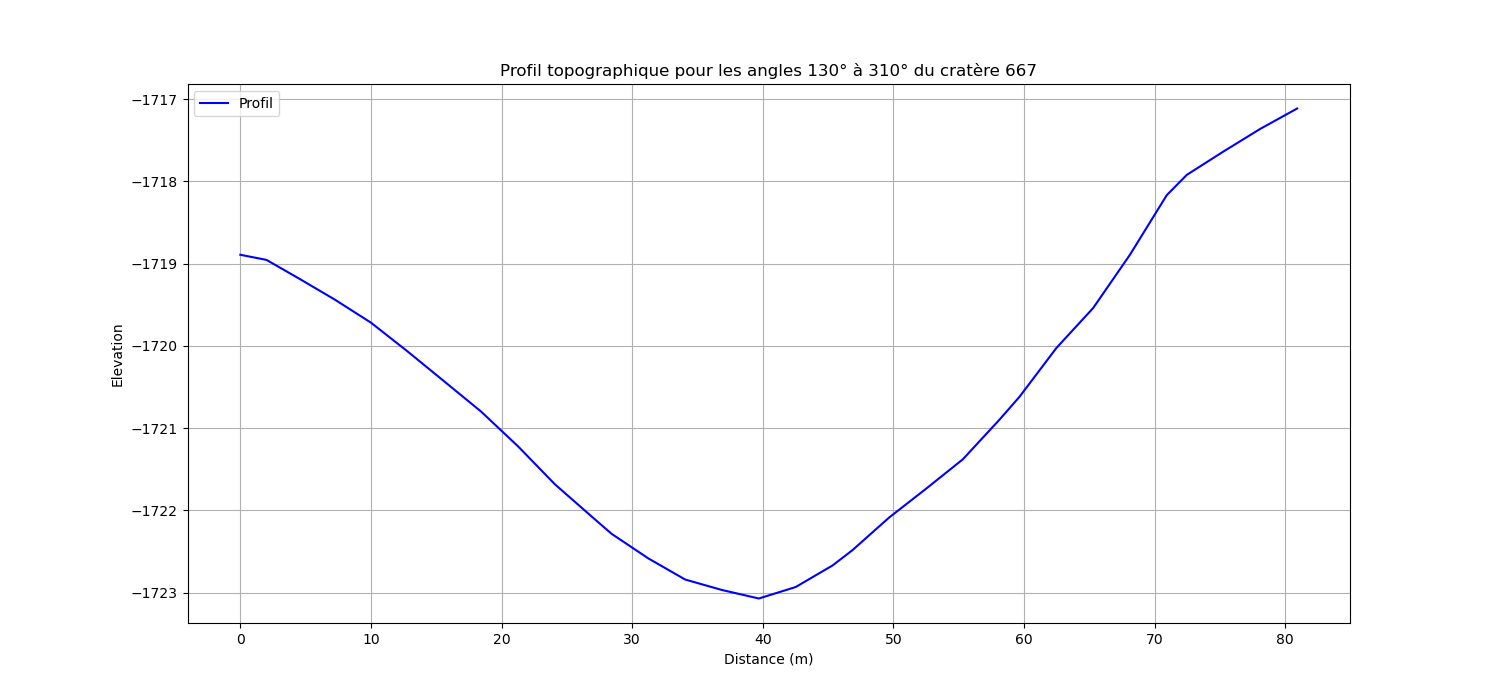 Profil topographique pour les angles 130° à 310° du cratère 667
Profil
−1717
−1718
−1719
−1720
−1721
−1722
−1723
Elevation
0 10 20 30 40 50 60 70 80
Distance (m)